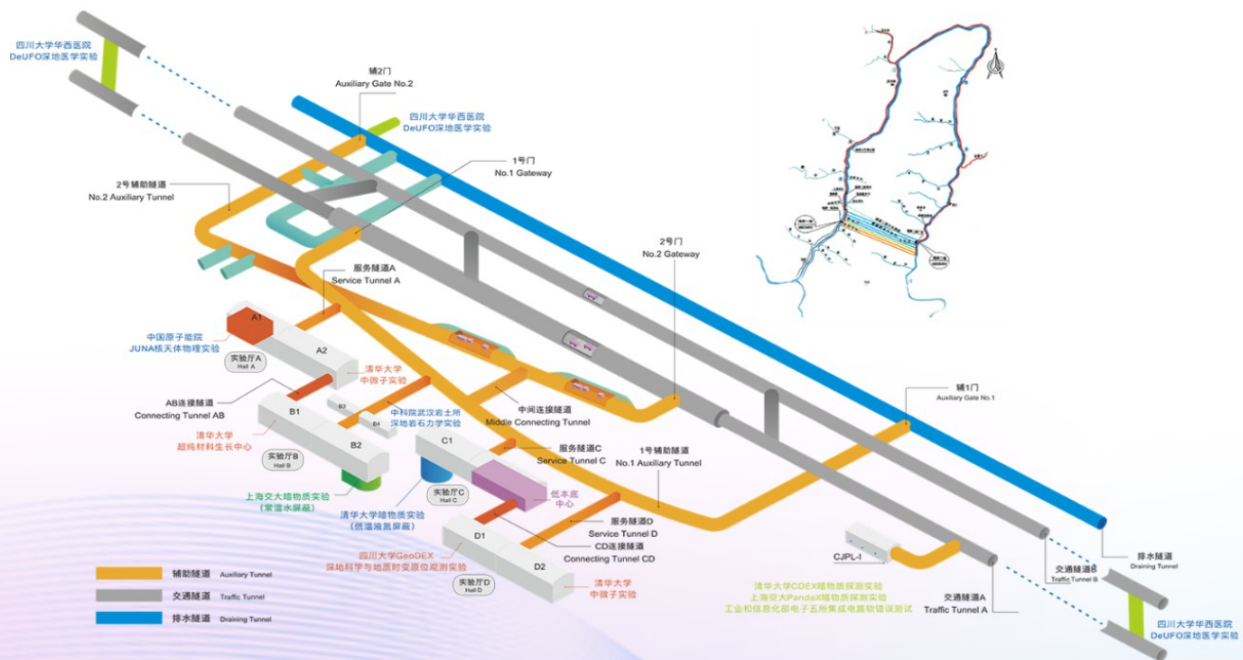 四川大学华西医院
DeUFO深地医学实验
辅2门
Auxiliary Gate No.2
四川大学华西医院
DeUFO深地医学实验
1号门
No.1 Gateway
2号辅助隧道
No.2 Auxiliary Tunnel
2号门
No.2 Gateway
服务隧道A
Service Tunnel A
A1
A2
中国原子能院
JUNA核天体物理实验
实验厅A
Hall A
清华大学
中微子实验
AB连接隧道
Connecting Tunnel AB
B1
B2
B3
B4
中科院武汉岩土所
深地岩石力学实验
中间连接隧道
Middle Connecting Tunnel
辅1门
Auxiliary Gate No.1
清华大学
超纯材料生长中心
实验厅B
Hall B
C1
服务隧道C
Service Tunnel C
1号辅助隧道
No.1 Auxiliary Tunnel
上海交大暗物质实验
(常温水屏蔽)
实验厅C
Hall C
低本底
中心
清华大学暗物质实验
(低温液氮屏蔽)
服务隧道D
Service Tunnel D
D1
D2
CD连接隧道
Connecting Tunnel CD
四川大学GeoDEX
深地科学与地质时变原位观测实验
实验厅D
Hall D
清华大学
中微子实验
CJPL-I
清华大学CDEX暗物质探测实验
上海交大PandaX暗物质探测实验
工业和信息化部电子五所集成电路软错误测试
排水隧道
Draining Tunnel
交通隧道B
Traffic Tunnel B
交通隧道A
Traffic Tunnel A
四川大学华西医院
DeUFO深地医学实验
辅助隧道 Auxiliary Tunnel
交通隧道 Traffic Tunnel
排水隧道 Draining Tunnel